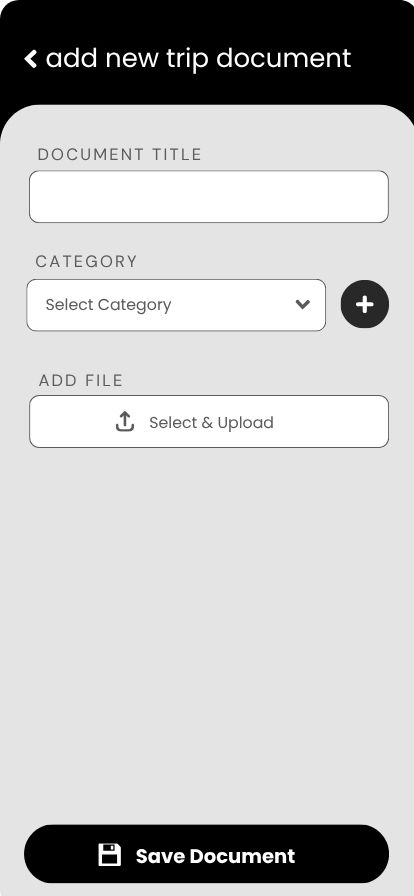 add new trip document
DOCUMENT TITLE
CATEGORY
Select Category
ADD FILE
Select & Upload
Save Document